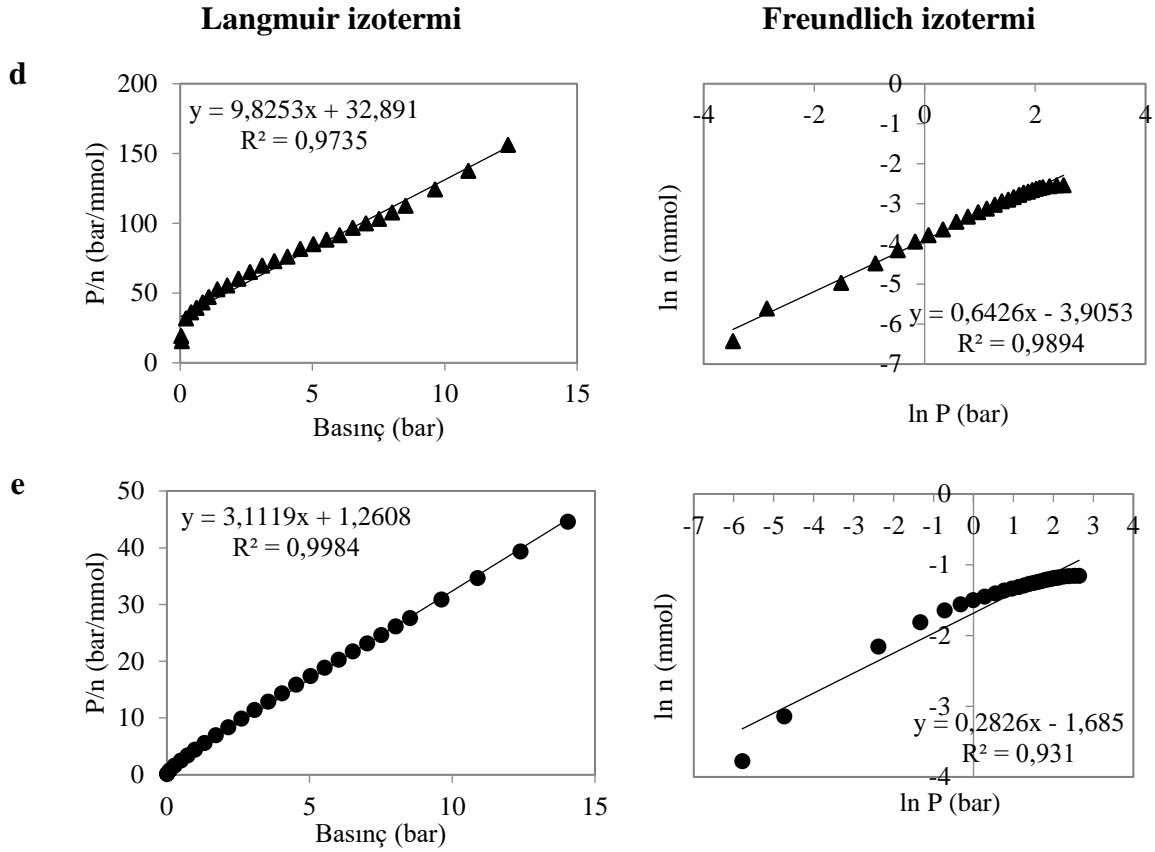 Langmuir izotermi
Freundlich izotermi
d
y = 9,8253x + 32,891
R² = 0,9735
P/n (bar/mmol)
200
150
100
50
0
0 5 10 15
Basınç (bar)
0
-4 -2 0 2 4
-1
-2
-3
-4
-5
-6
-7
ln n (mmol)
y = 0,6426x - 3,9053
R² = 0,9894
ln P (bar)
e
y = 3,1119x + 1,2608
R² = 0,9984
P/n (bar/mmol)
50
40
30
20
10
0
0 5 10 15
Basınç (bar)
0
-7 -6 -5 -4 -3 -2 -1 0 1 2 3 4
-1
-2
-3
-4
ln n (mmol)
y = 0,2826x - 1,685
R² = 0,931
ln P (bar)